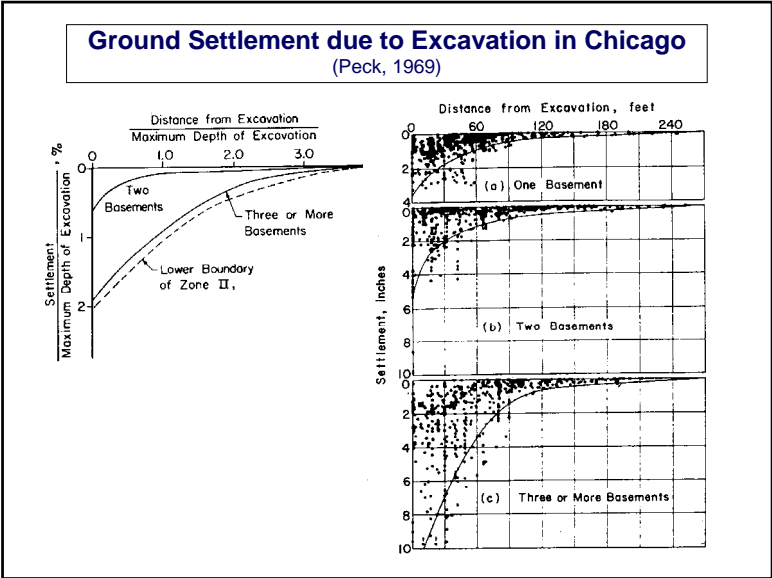 Ground Settlement due to Excavation in Chicago
(Peck, 1969)
Distance from Excavation
Maximum Depth of Excavation
0 1.0 2.0 3.0
Settlement
Maximum Depth of Excavation , %
0
1
2
Two
Basements
Three or More
Basements
Lower Boundary
of Zone II,
Distance from Excavation, feet
0 60 120 180 240
Settlement, Inches
0
2
4
(a) One Basement
0
2
4
6
8
10
(b) Two Basements
0
2
4
6
8
10
(c) Three or More Basements